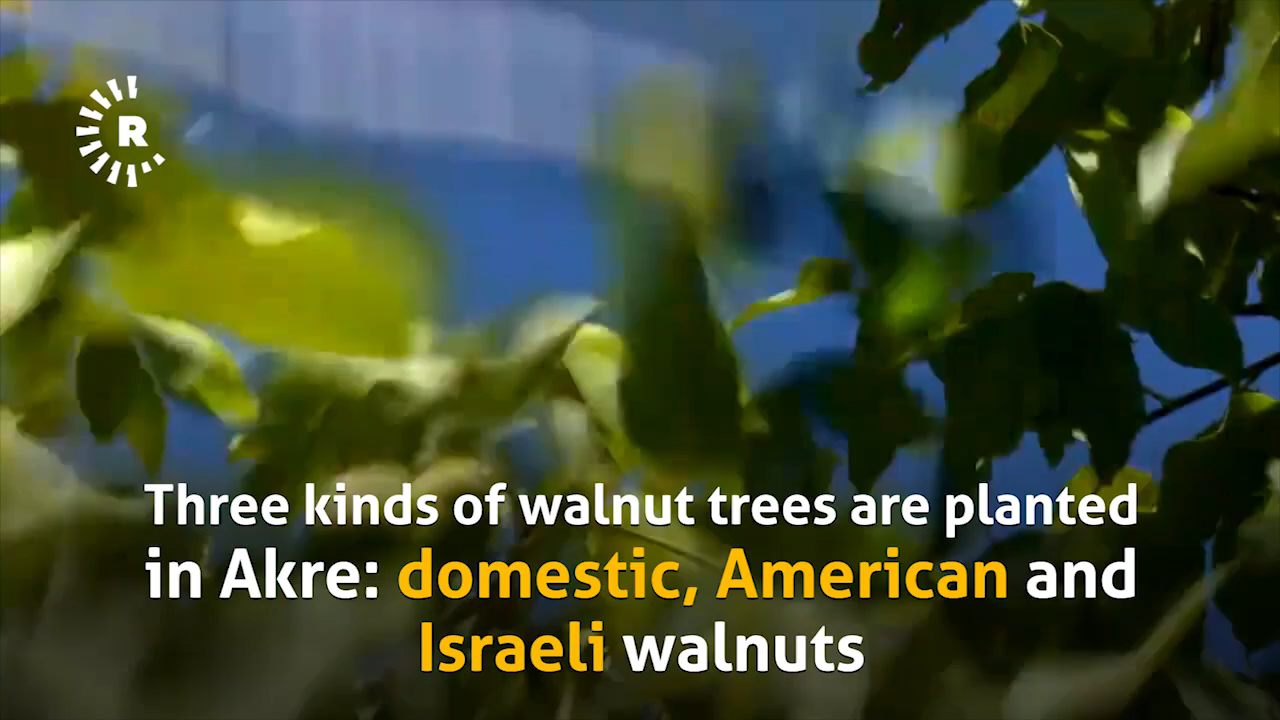 R
Three kinds of walnut trees are planted
in Akre: domestic, American and
Israeli walnuts